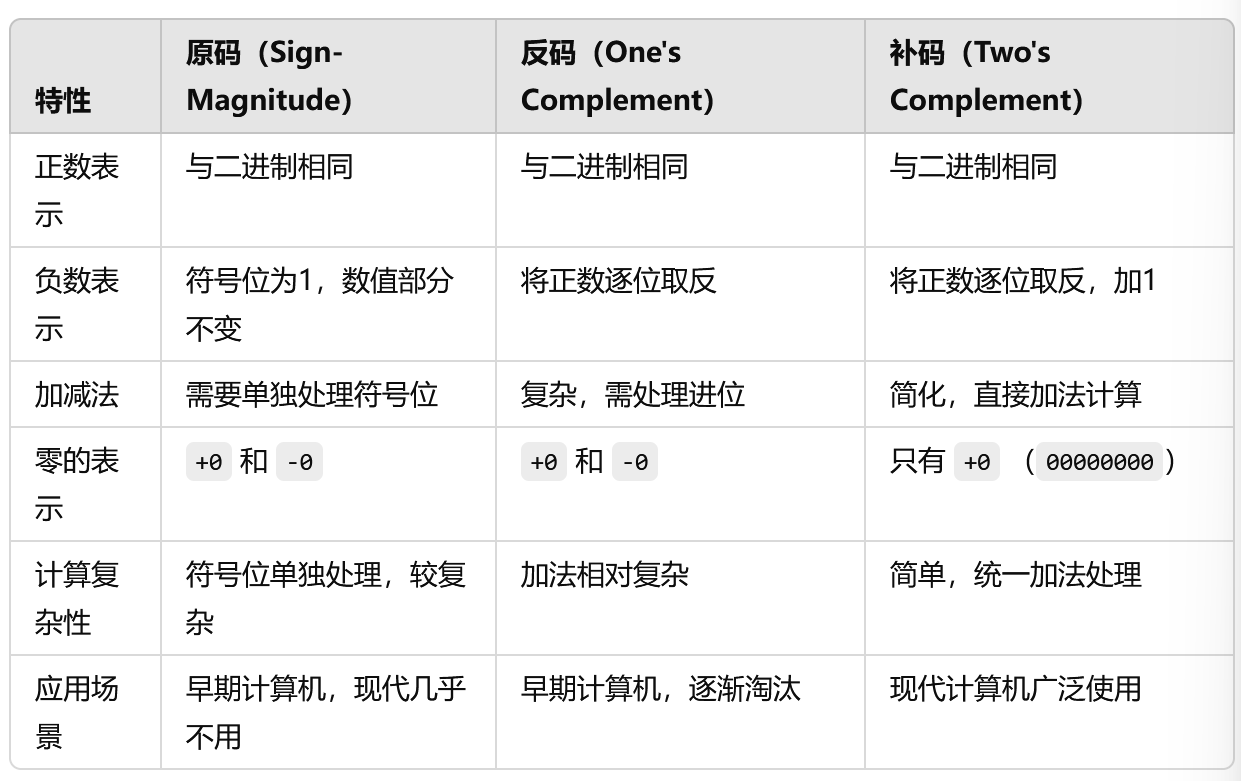 特性
原码（Sign-
Magnitude）
反码（One's
Complement）
补码（Two's
Complement）
正数表
示
与二进制相同
与二进制相同
与二进制相同
负数表
示
符号位为1，数值部分
不变
将正数逐位取反
将正数逐位取反，加1
加减法
需要单独处理符号位
复杂，需处理进位
简化，直接加法计算
零的表
示
+0 和 -0
+0 和 -0
只有 +0 （00000000）
计算复
杂性
符号位单独处理，较复
杂
加法相对复杂
简单，统一加法处理
应用场
景
早期计算机，现代几乎
不用
早期计算机，逐渐淘汰
现代计算机广泛使用